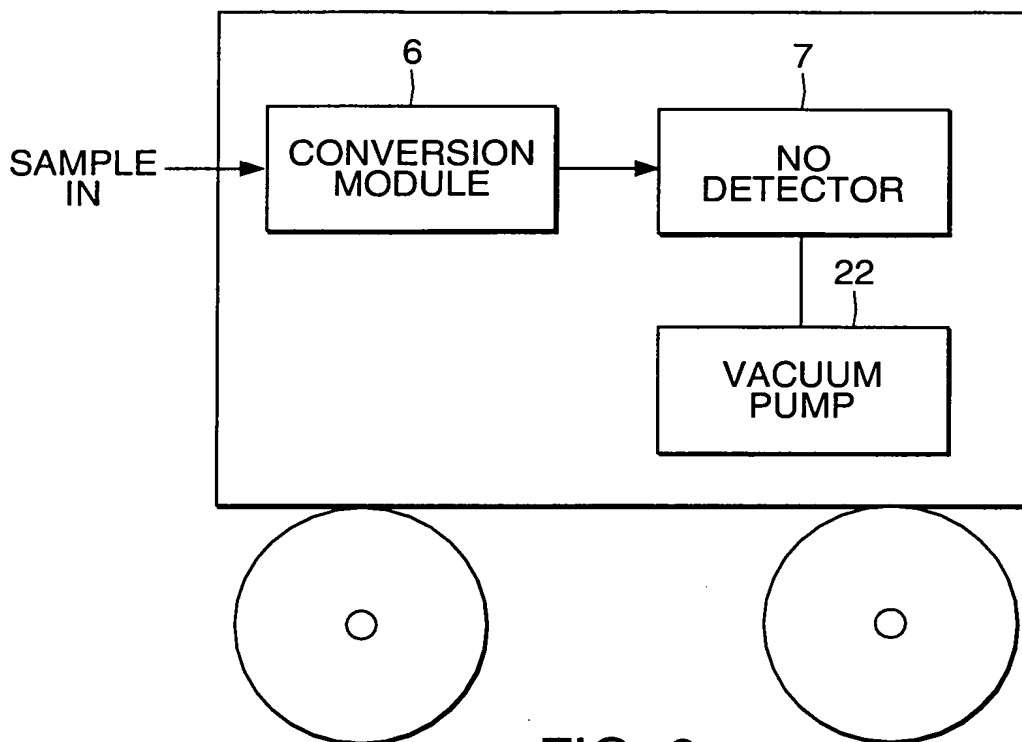 6
7
SAMPLE
IN
CONVERSION
MODULE
NO
DETECTOR
22
VACUUM
PUMP